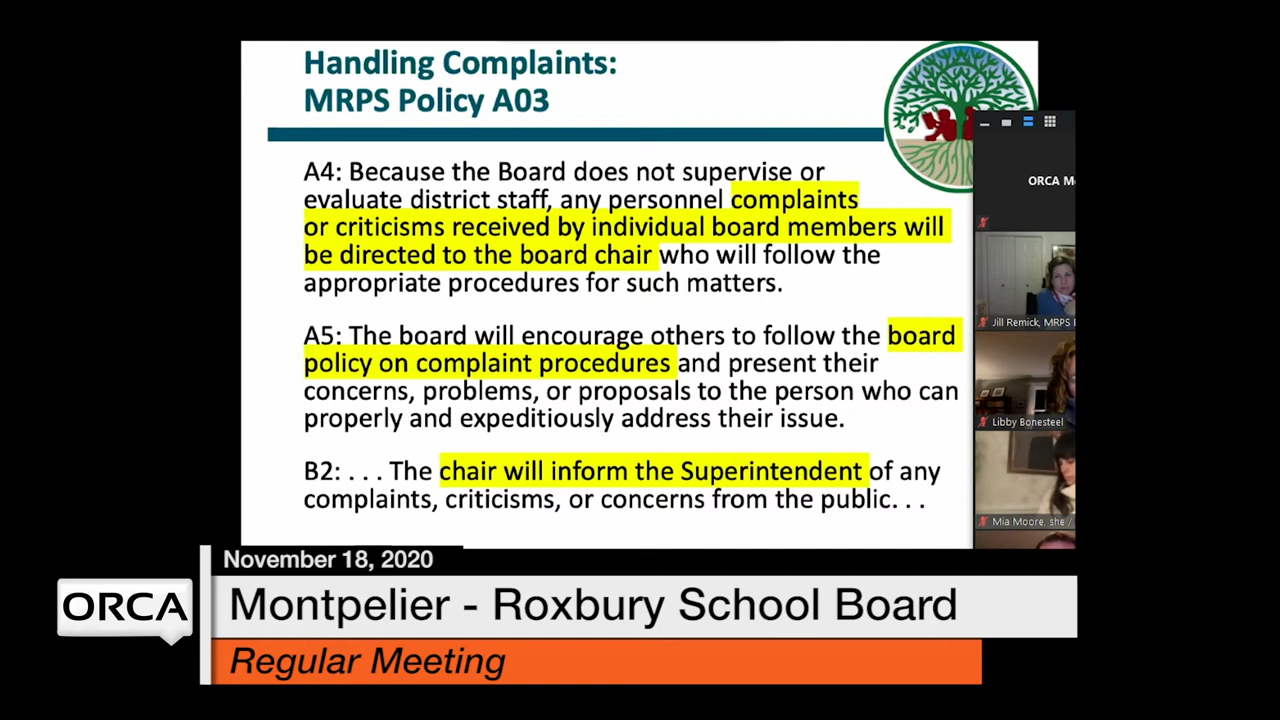 Handling Complaints:
MRPS Policy A03
A4: Because the Board does not supervise or
evaluate district staff, any personnel complaints
or criticisms received by individual board members will
be directed to the board chair who will follow the
appropriate procedures for such matters.
A5: The board will encourage others to follow the board
policy on complaint procedures and present their
concerns, problems, or proposals to the person who can
properly and expeditiously address their issue.
B2: . . . The chair will inform the Superintendent of any
complaints, criticisms, or concerns from the public. . .
ORCA M
Jill Remick, MRPS
Libby Bonesteel
Mia Moore, she /
November 18, 2020
ORCA
Montpelier - Roxbury School Board
Regular Meeting